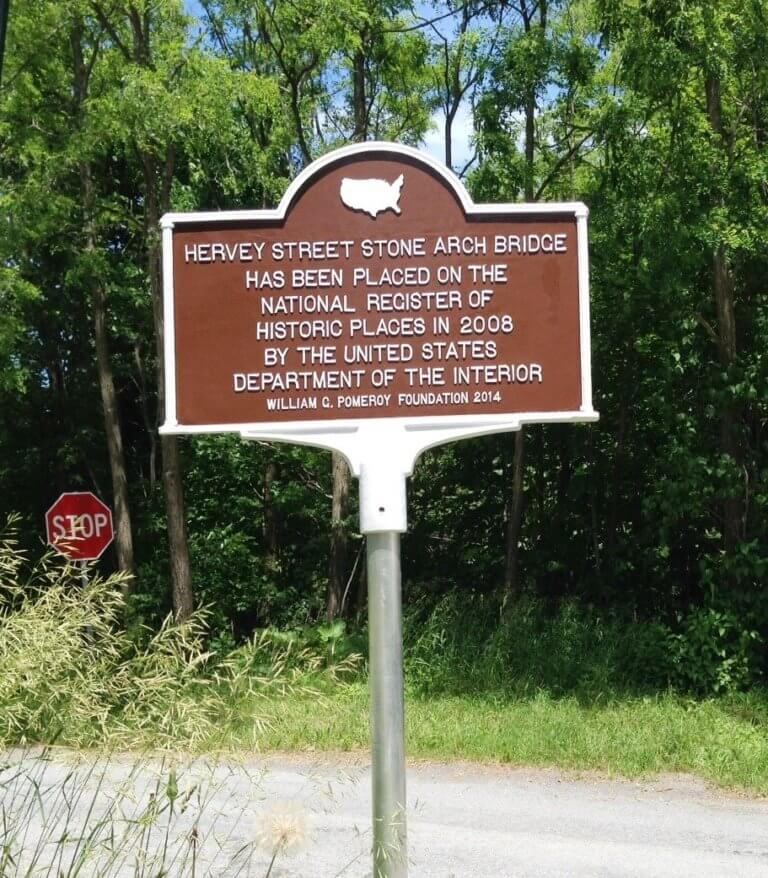 HERVEY STREET STONE ARCH BRIDGE
HAS BEEN PLACED ON THE
NATIONAL REGISTER OF
HISTORIC PLACES IN 2008
BY THE UNITED STATES
DEPARTMENT OF THE INTERIOR
WILLIAM G. POMEROY FOUNDATION 2014
STOP